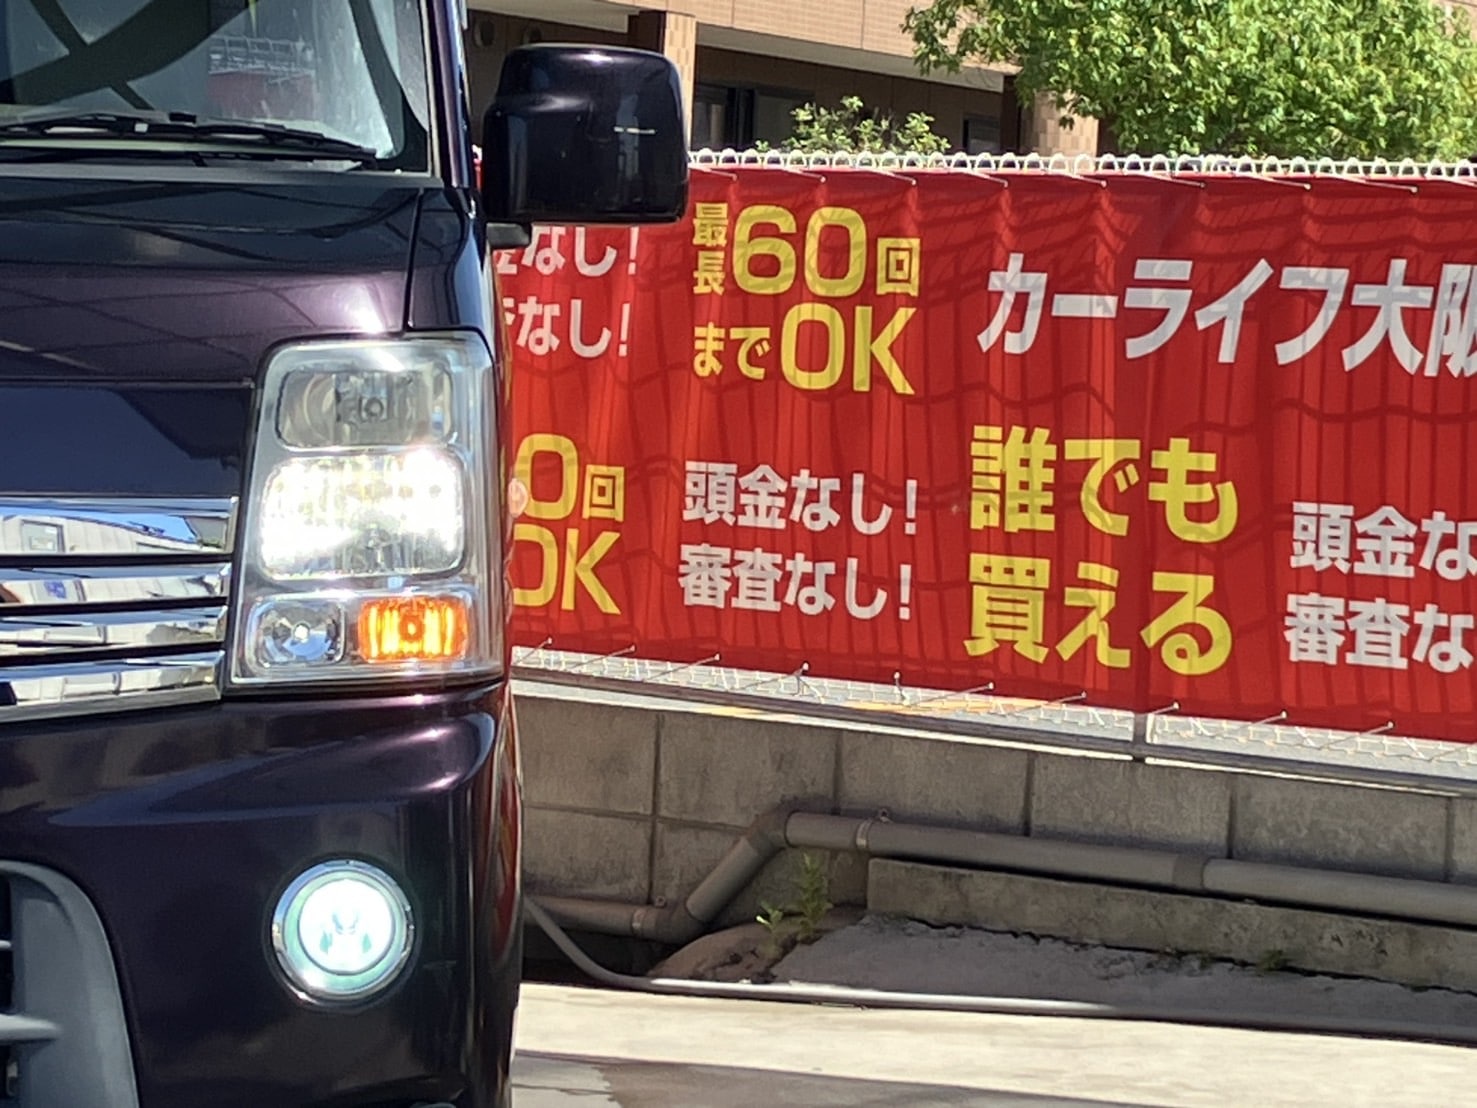 なし!
なし!
最長60回
までOK
カーライフ大阪
0回
OK
頭金なし!
審査なし!
誰でも
買える
頭金な
審査な